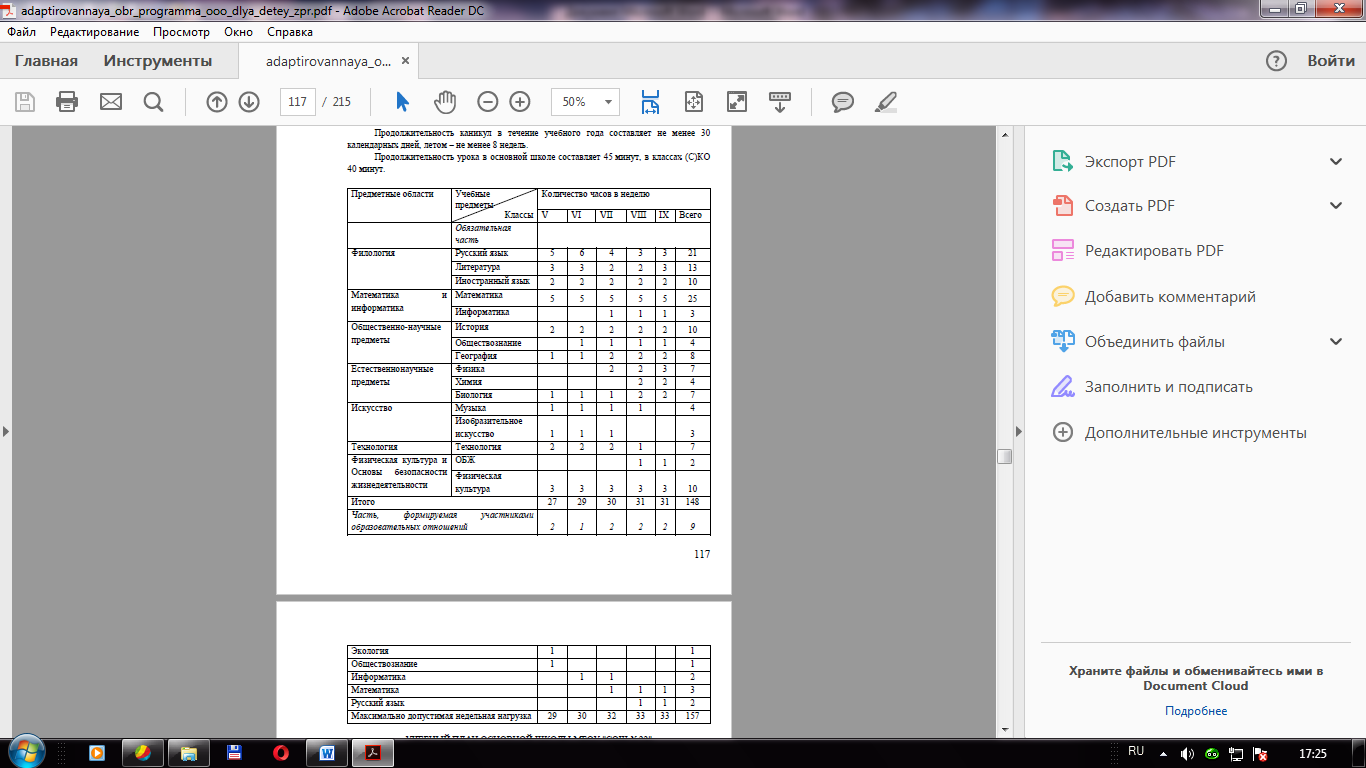 adaptirovannaya_obr_programma_ooo_dlya_detey_zpr.pdf - Adobe Acrobat Reader DC
Файл Редактирование Просмотр Окно Справка
Главная Инструменты adaptirovannaya_o... × Войти
117 / 215 50%
Продолжительность каникул в течение учебного года составляет не менее 30
календарных дней, летом – не менее 8 недель.
Продолжительность урока в основной школе составляет 45 минут, в классах (С)КО
40 минут.
Предметные области Учебные предметы Классы Количество часов в неделю
V VI VII VIII IX Всего
Обязательная часть
Филология Русский язык 5 6 4 3 3 21
Литература 3 3 2 2 3 13
Иностранный язык 2 2 2 2 2 10
Математика и информатика Математика 5 5 5 5 5 25
Информатика 1 1 1 3
Общественно-научные предметы История 2 2 2 2 2 10
Обществознание 1 1 1 1 4
География 1 1 2 2 2 8
Естественнонаучные предметы Физика 2 2 3 7
Химия 2 2 4
Биология 1 1 1 2 2 7
Искусство Музыка 1 1 1 1 4
Изобразительное искусство 1 1 1 3
Технология Технология 2 2 2 1 7
Физическая культура и Основы безопасности жизнедеятельности ОБЖ 1 1 2
Физическая культура 3 3 3 3 3 10
Итого 27 29 30 31 31 148
Часть, формируемая участниками
образовательных отношений 2 1 2 2 2 9
117
Экология 1 1
Обществознание 1 1
Информатика 1 1 2
Математика 1 1 1 3
Русский язык 1 1 2
Максимально допустимая недельная нагрузка 29 30 32 33 33 157
Экспорт PDF
Создать PDF
Редактировать PDF
Добавить комментарий
Объединить файлы
Заполнить и подписать
Дополнительные инструменты
Храните файлы и обменивайтесь ими в
Document Cloud
Подробнее
RU 17:25